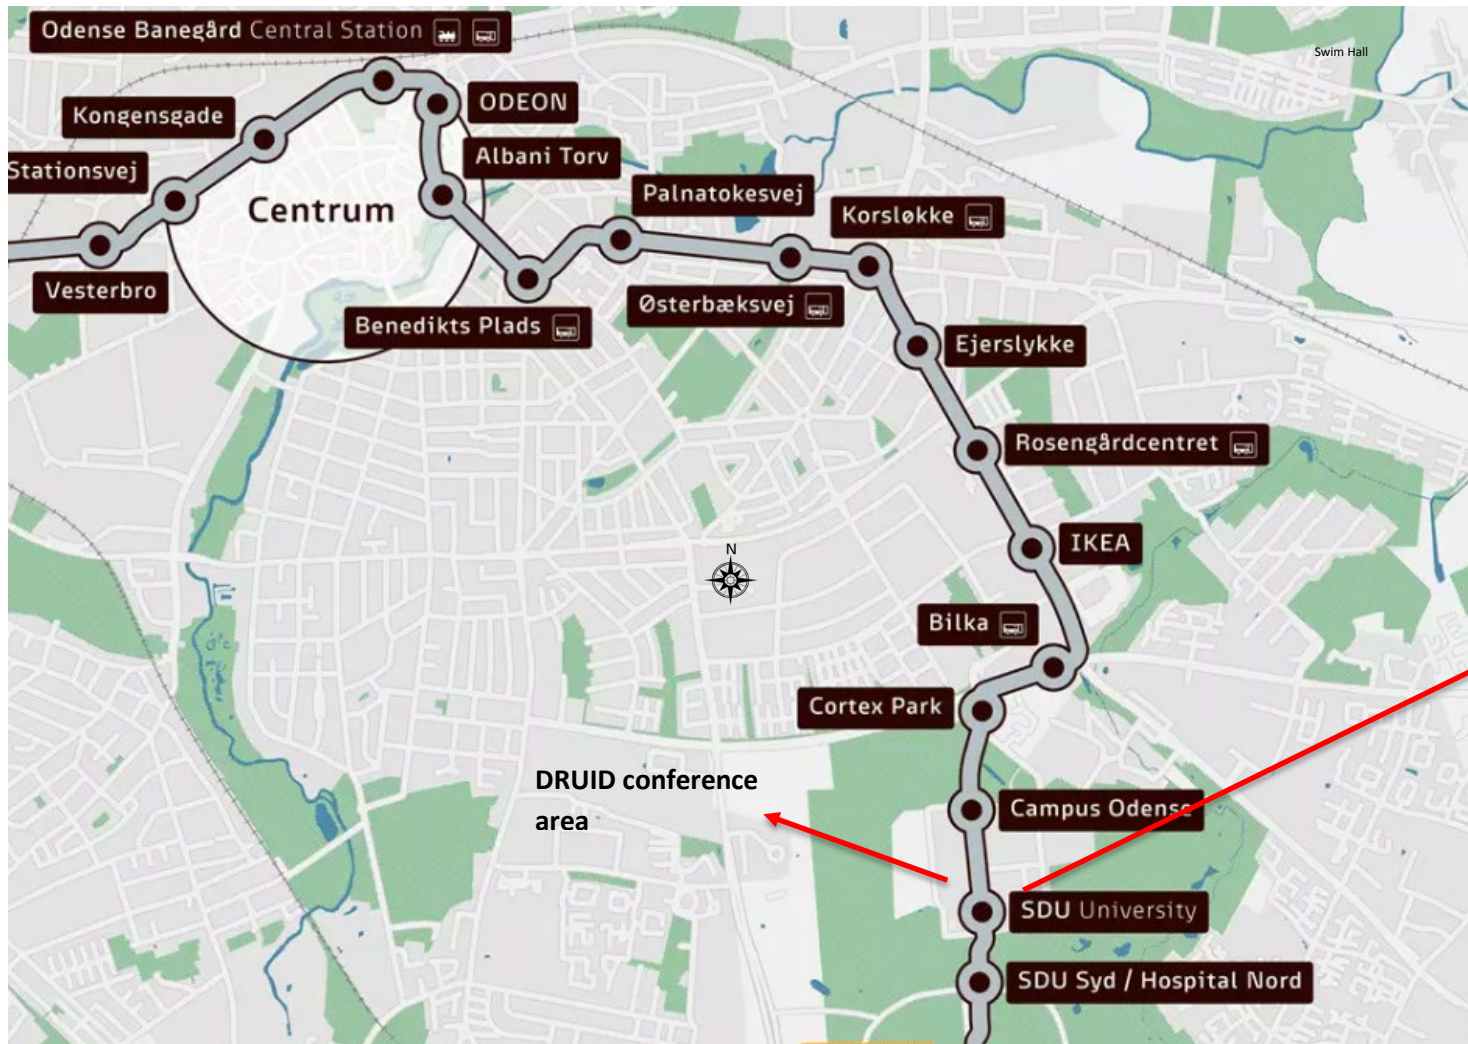 Odense Banegård Central Station
Swim Hall
Kongensgade
ODEON
Stationsvej
Albani Torv
Centrum
Palnatokesvej
Korsløkke
Vesterbro
Benedikts Plads
Østerbæksvej
Ejerslykke
Rosengårdcentret
N
IKEA
Bilka
Cortex Park
DRUID conference
area
Campus Odense
SDU University
SDU Syd / Hospital Nord